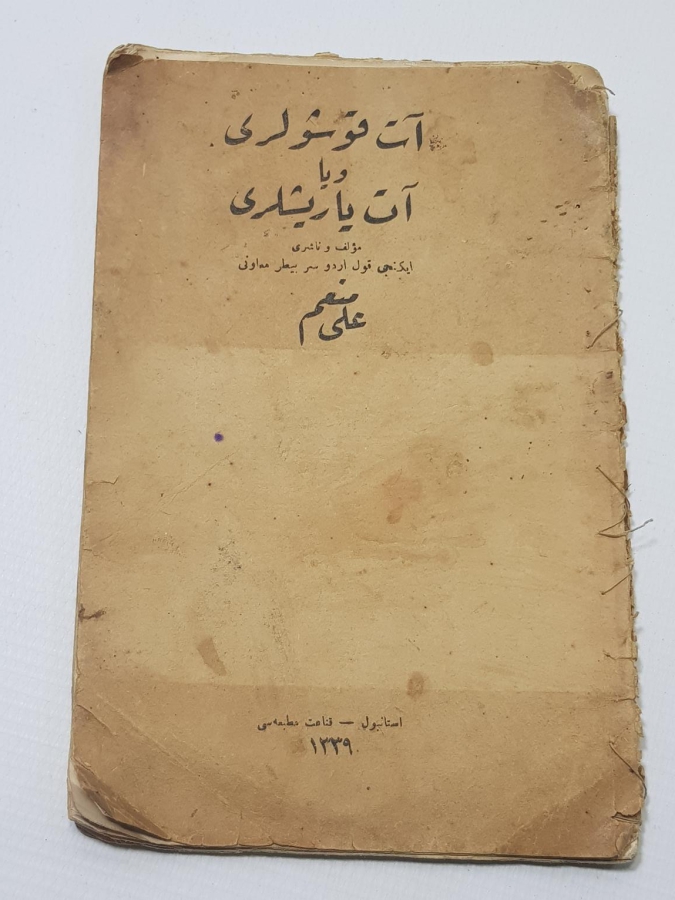 آت قوشولری
ویا
آت یاریشلری
مؤلف و ناشری
ایکنجی قول اردو سر بیطر معاونی
علی منعم
استانبول — قناعت مطبعه‌سی
١٣٣٩